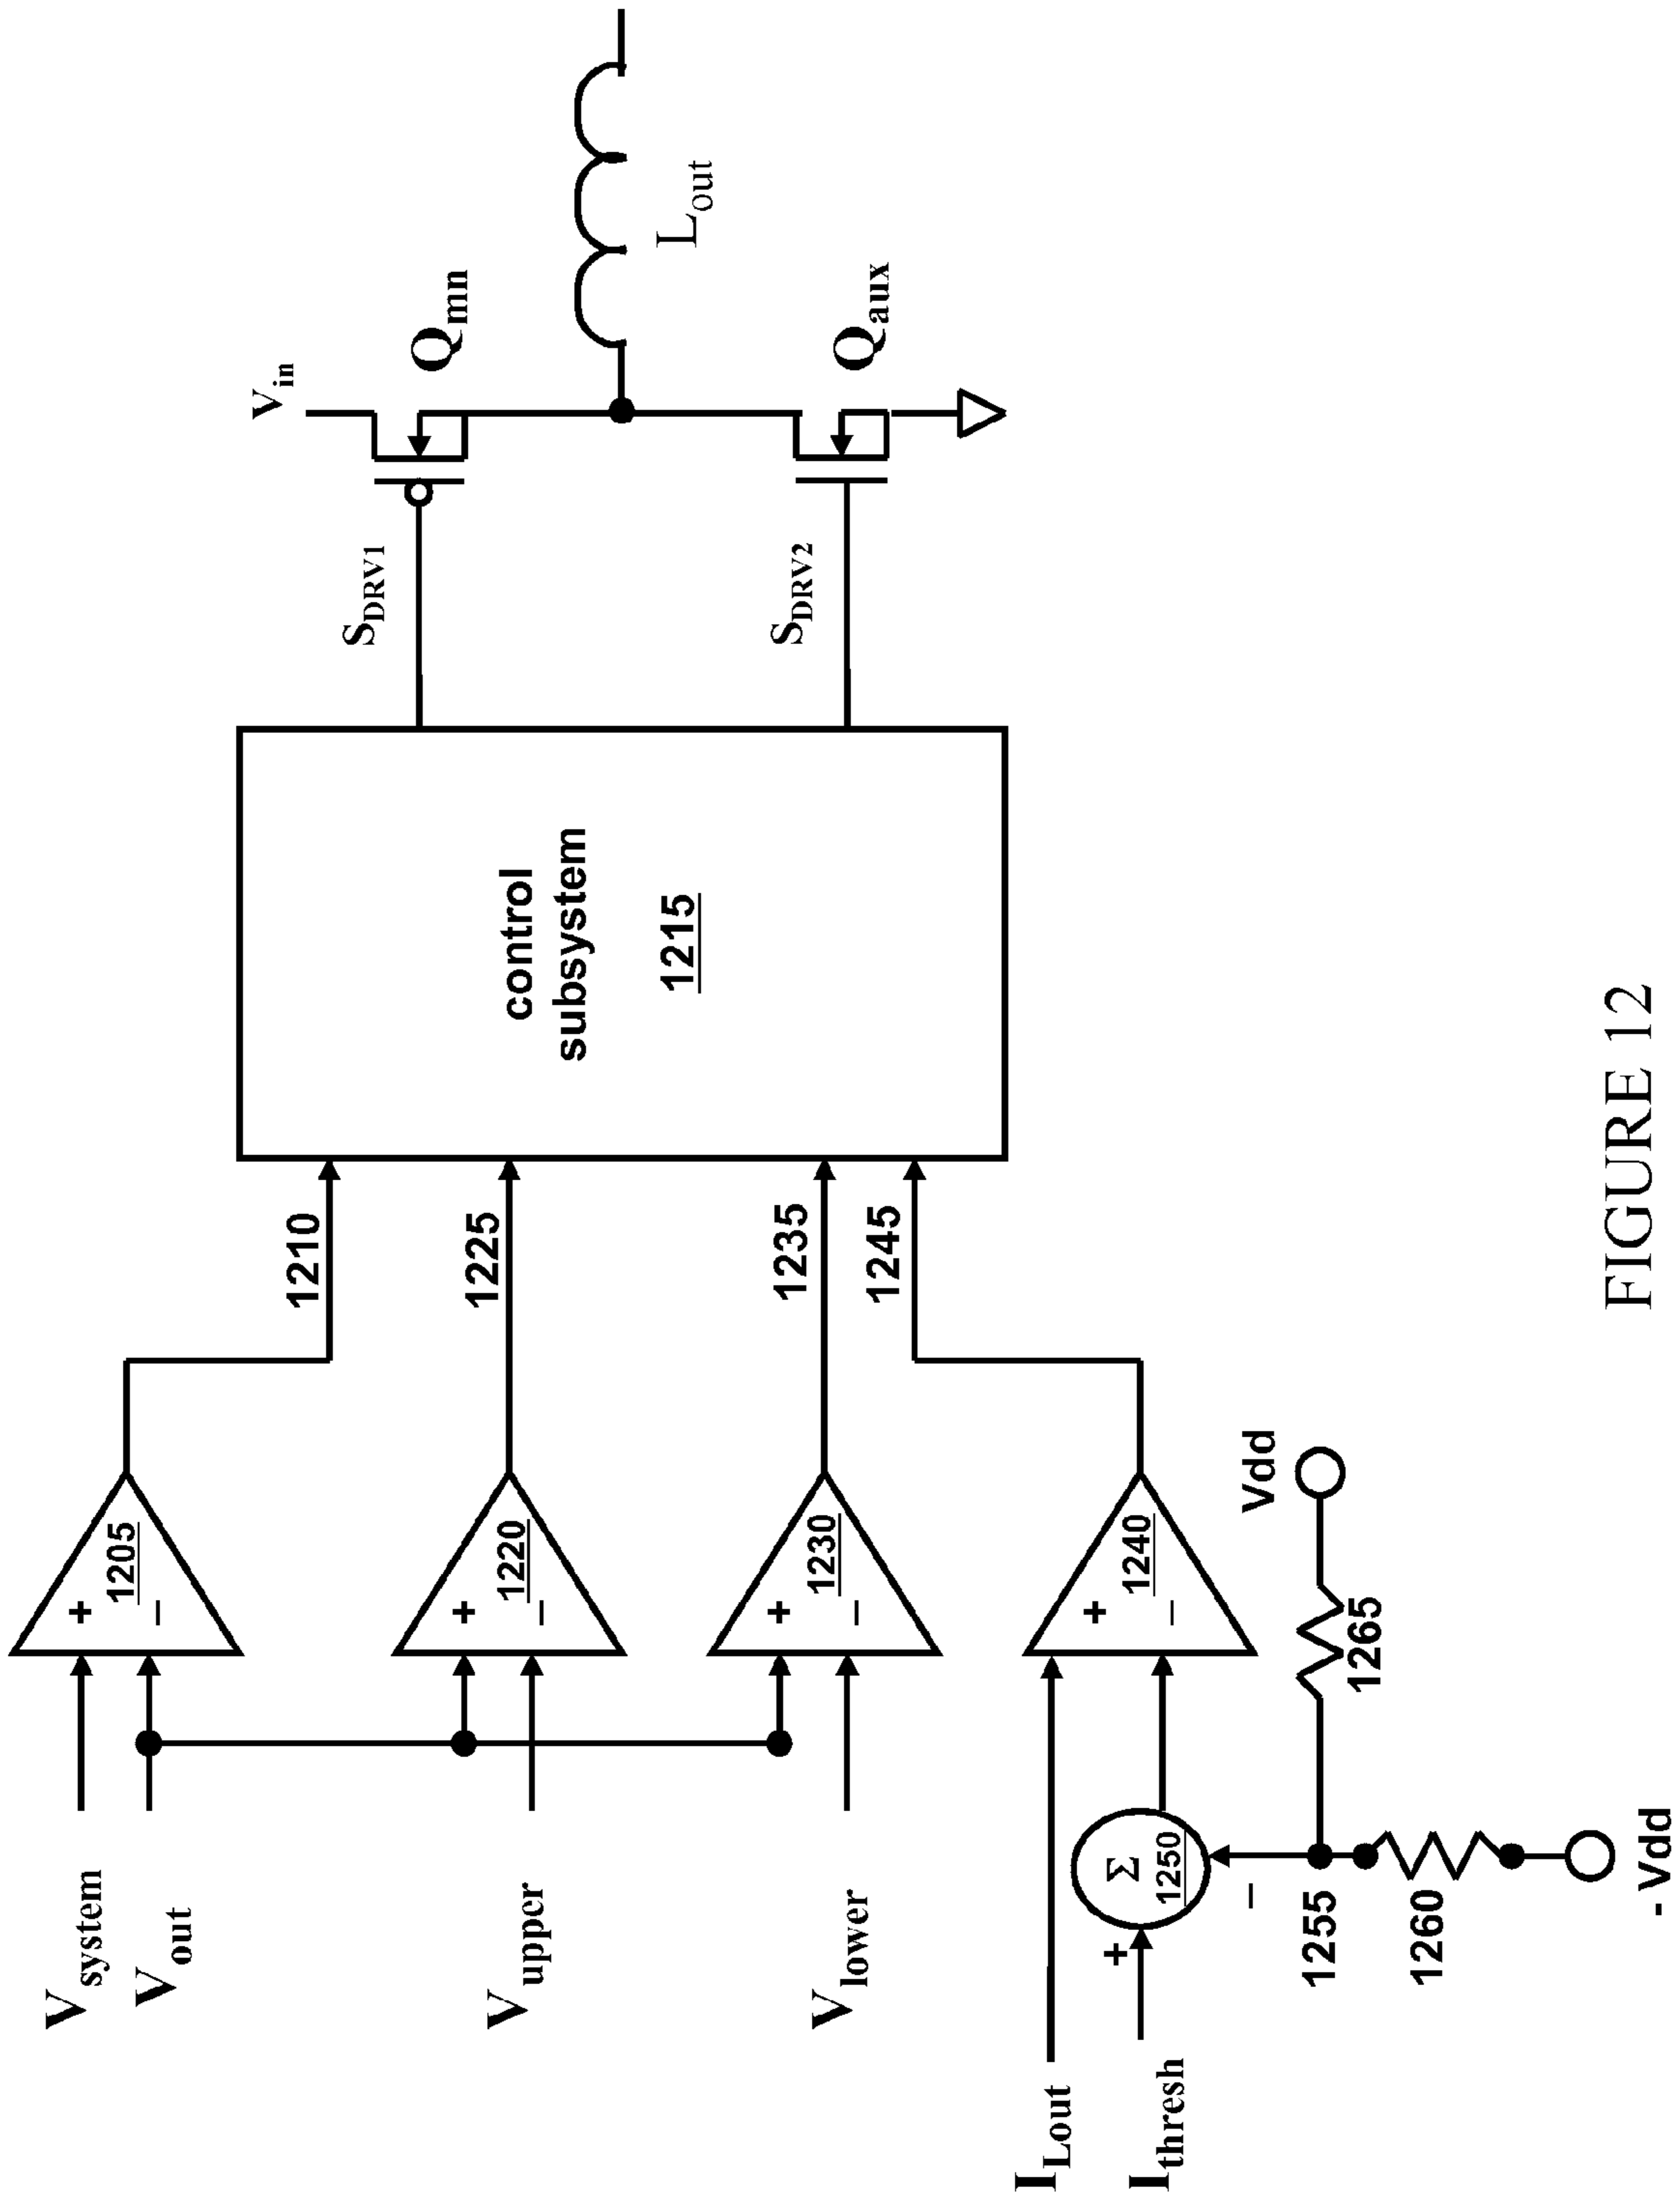 V_system
V_out
V_upper
V_lower
I_Lout
I_thresh
+
−
1205
+
−
1220
+
−
1230
+
−
1240
+
Σ
1250
−
1255
1260
- Vdd
1265
Vdd
1210
1225
1235
1245
control
subsystem
1215
S_DRV1
S_DRV2
V_in
Q_mn
Q_aux
L_out
FIGURE 12